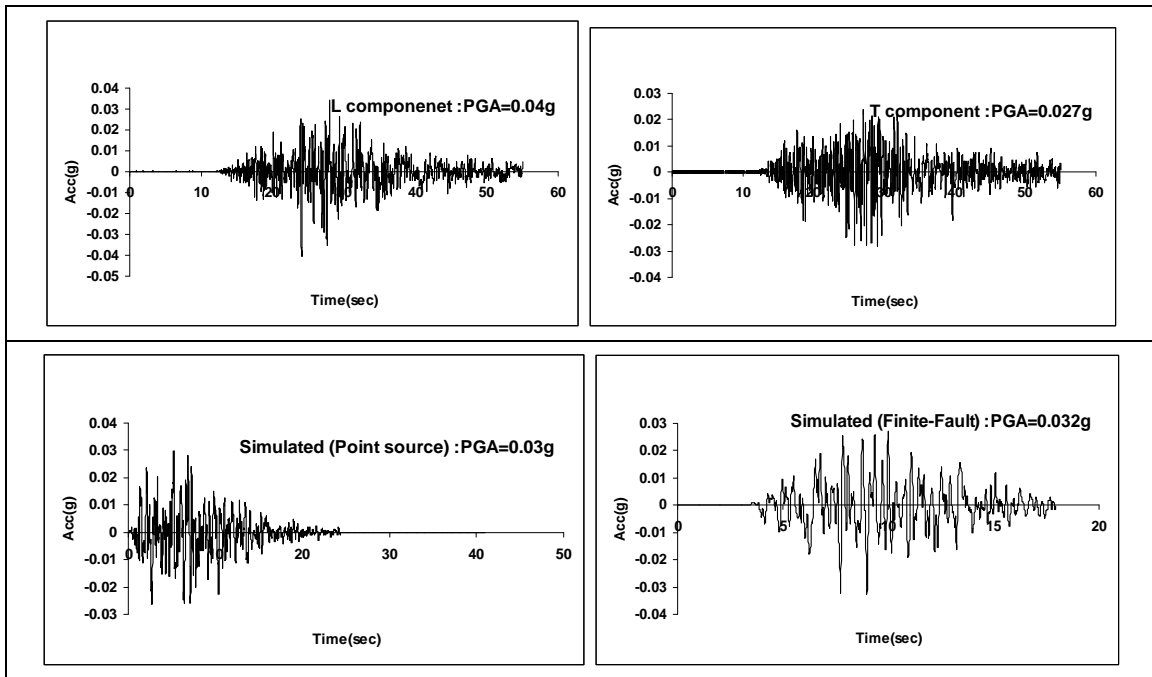 L componenet :PGA=0.04g
0.04
0.03
0.02
0.01
0
-0.01
-0.02
-0.03
-0.04
-0.05
0 10 20 30 40 50 60
Acc(g)
Time(sec)
T component :PGA=0.027g
0.03
0.02
0.01
0
-0.01
-0.02
-0.03
-0.04
0 10 20 30 40 50 60
Acc(g)
Time(sec)
Simulated (Point source) :PGA=0.03g
0.04
0.03
0.02
0.01
0
-0.01
-0.02
-0.03
0 10 20 30 40 50
Acc(g)
Time(sec)
Simulated (Finite-Fault) :PGA=0.032g
0.03
0.02
0.01
0
-0.01
-0.02
-0.03
-0.04
0 5 10 15 20
Acc(g)
Time(sec)